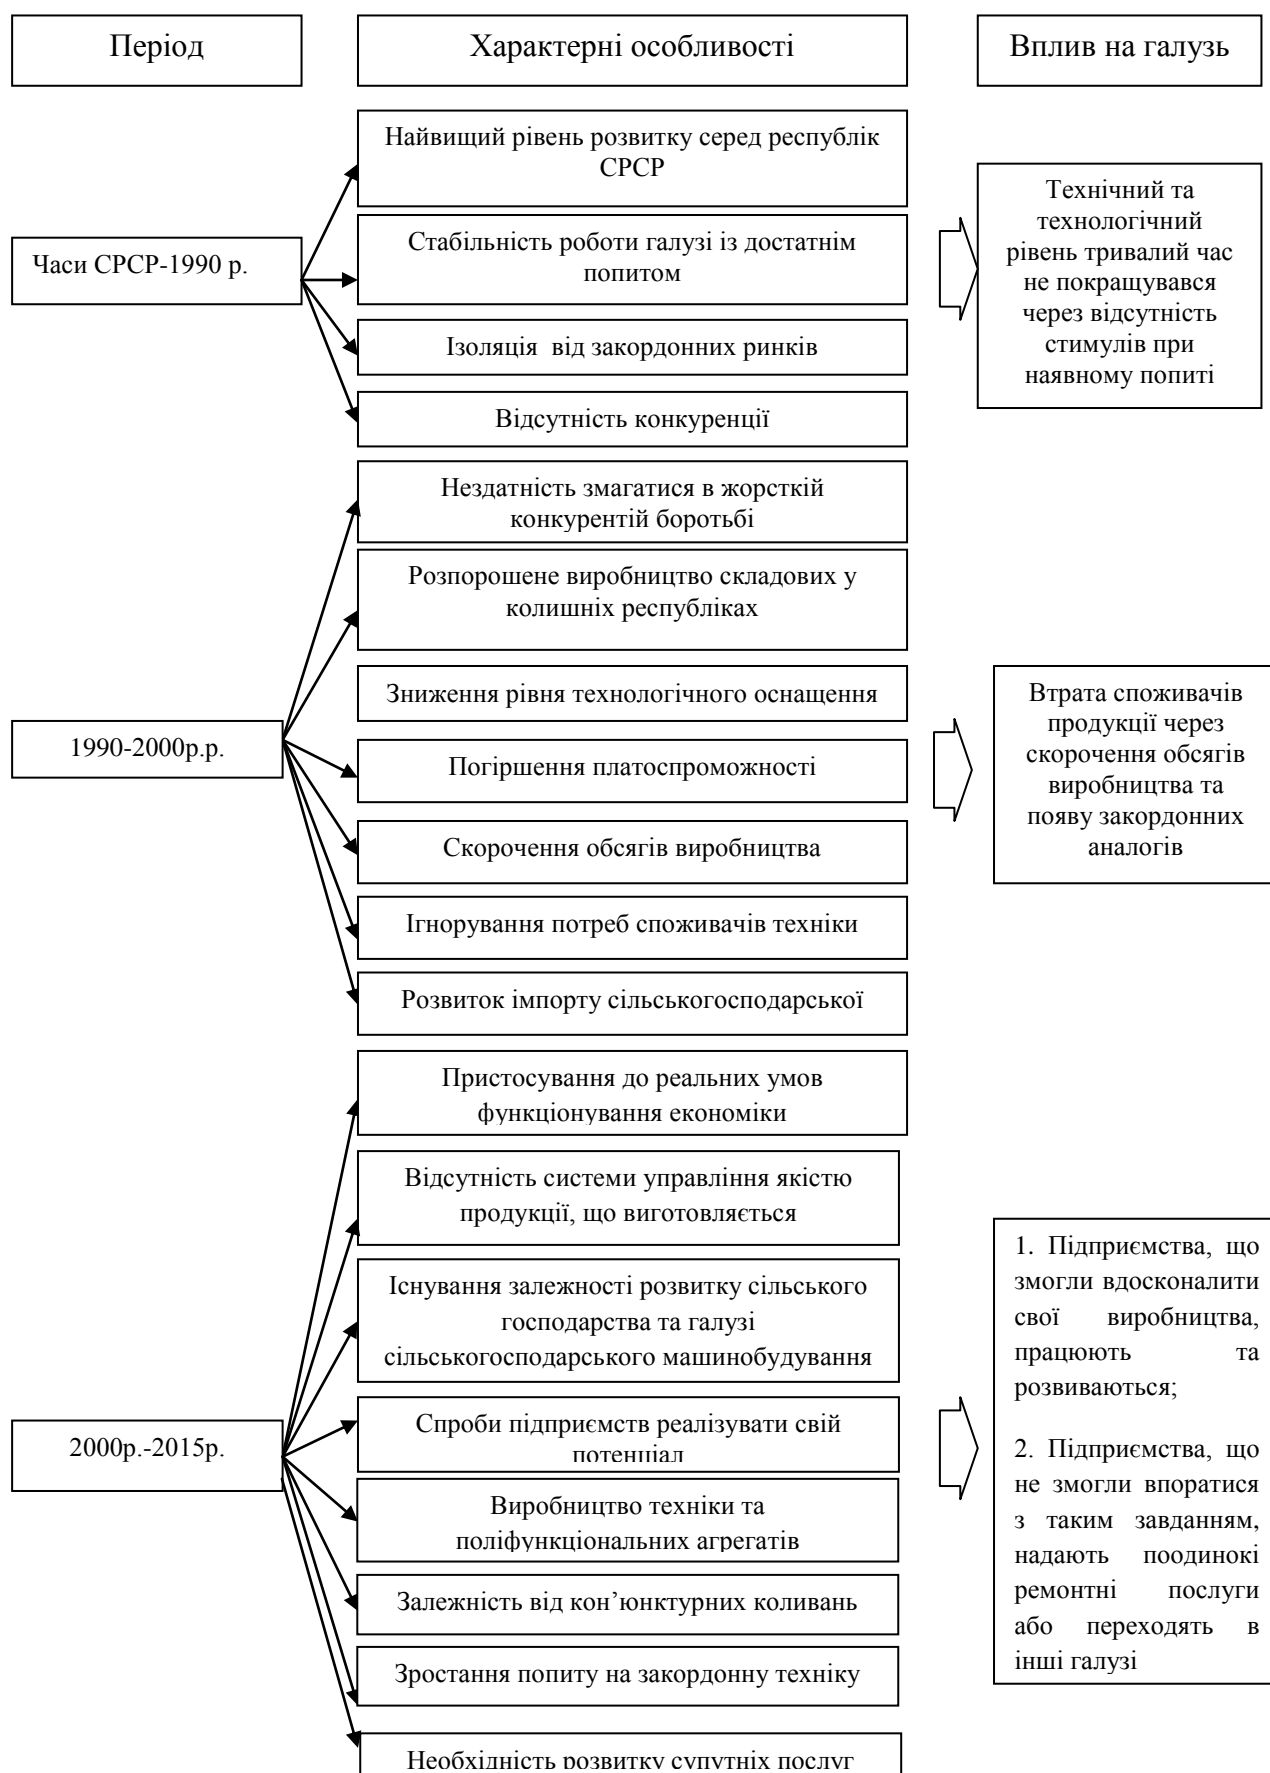 Період
Характерні особливості
Вплив на галузь
Часи СРСР-1990 р.
Найвищий рівень розвитку серед республік
СРСР
Стабільність роботи галузі із достатнім
попитом
Ізоляція від закордонних ринків
Відсутність конкуренції
Технічний та
технологічний
рівень тривалий час
не покращувався
через відсутність
стимулів при
наявному попиті
1990-2000р.р.
Нездатність змагатися в жорсткій
конкурентій боротьбі
Розпорошене виробництво складових у
колишніх республіках
Зниження рівня технологічного оснащення
Погіршення платоспроможності
Скорочення обсягів виробництва
Ігнорування потреб споживачів техніки
Розвиток імпорту сільськогосподарської
Втрата споживачів
продукції через
скорочення обсягів
виробництва та
появу закордонних
аналогів
2000р.-2015р.
Пристосування до реальних умов
функціонування економіки
Відсутність системи управління якістю
продукції, що виготовляється
Існування залежності розвитку сільського
господарства та галузі
сільськогосподарського машинобудування
Спроби підприємств реалізувати свій
потенціал
Виробництво техніки та
поліфункціональних агрегатів
Залежність від кон’юнктурних коливань
Зростання попиту на закордонну техніку
Необхідність розвитку супутніх послуг
1. Підприємства, що
змогли вдосконалити
свої виробництва,
працюють та
розвиваються;
2. Підприємства, що
не змогли впоратися
з таким завданням,
надають поодинокі
ремонтні послуги
або переходять в
інші галузі